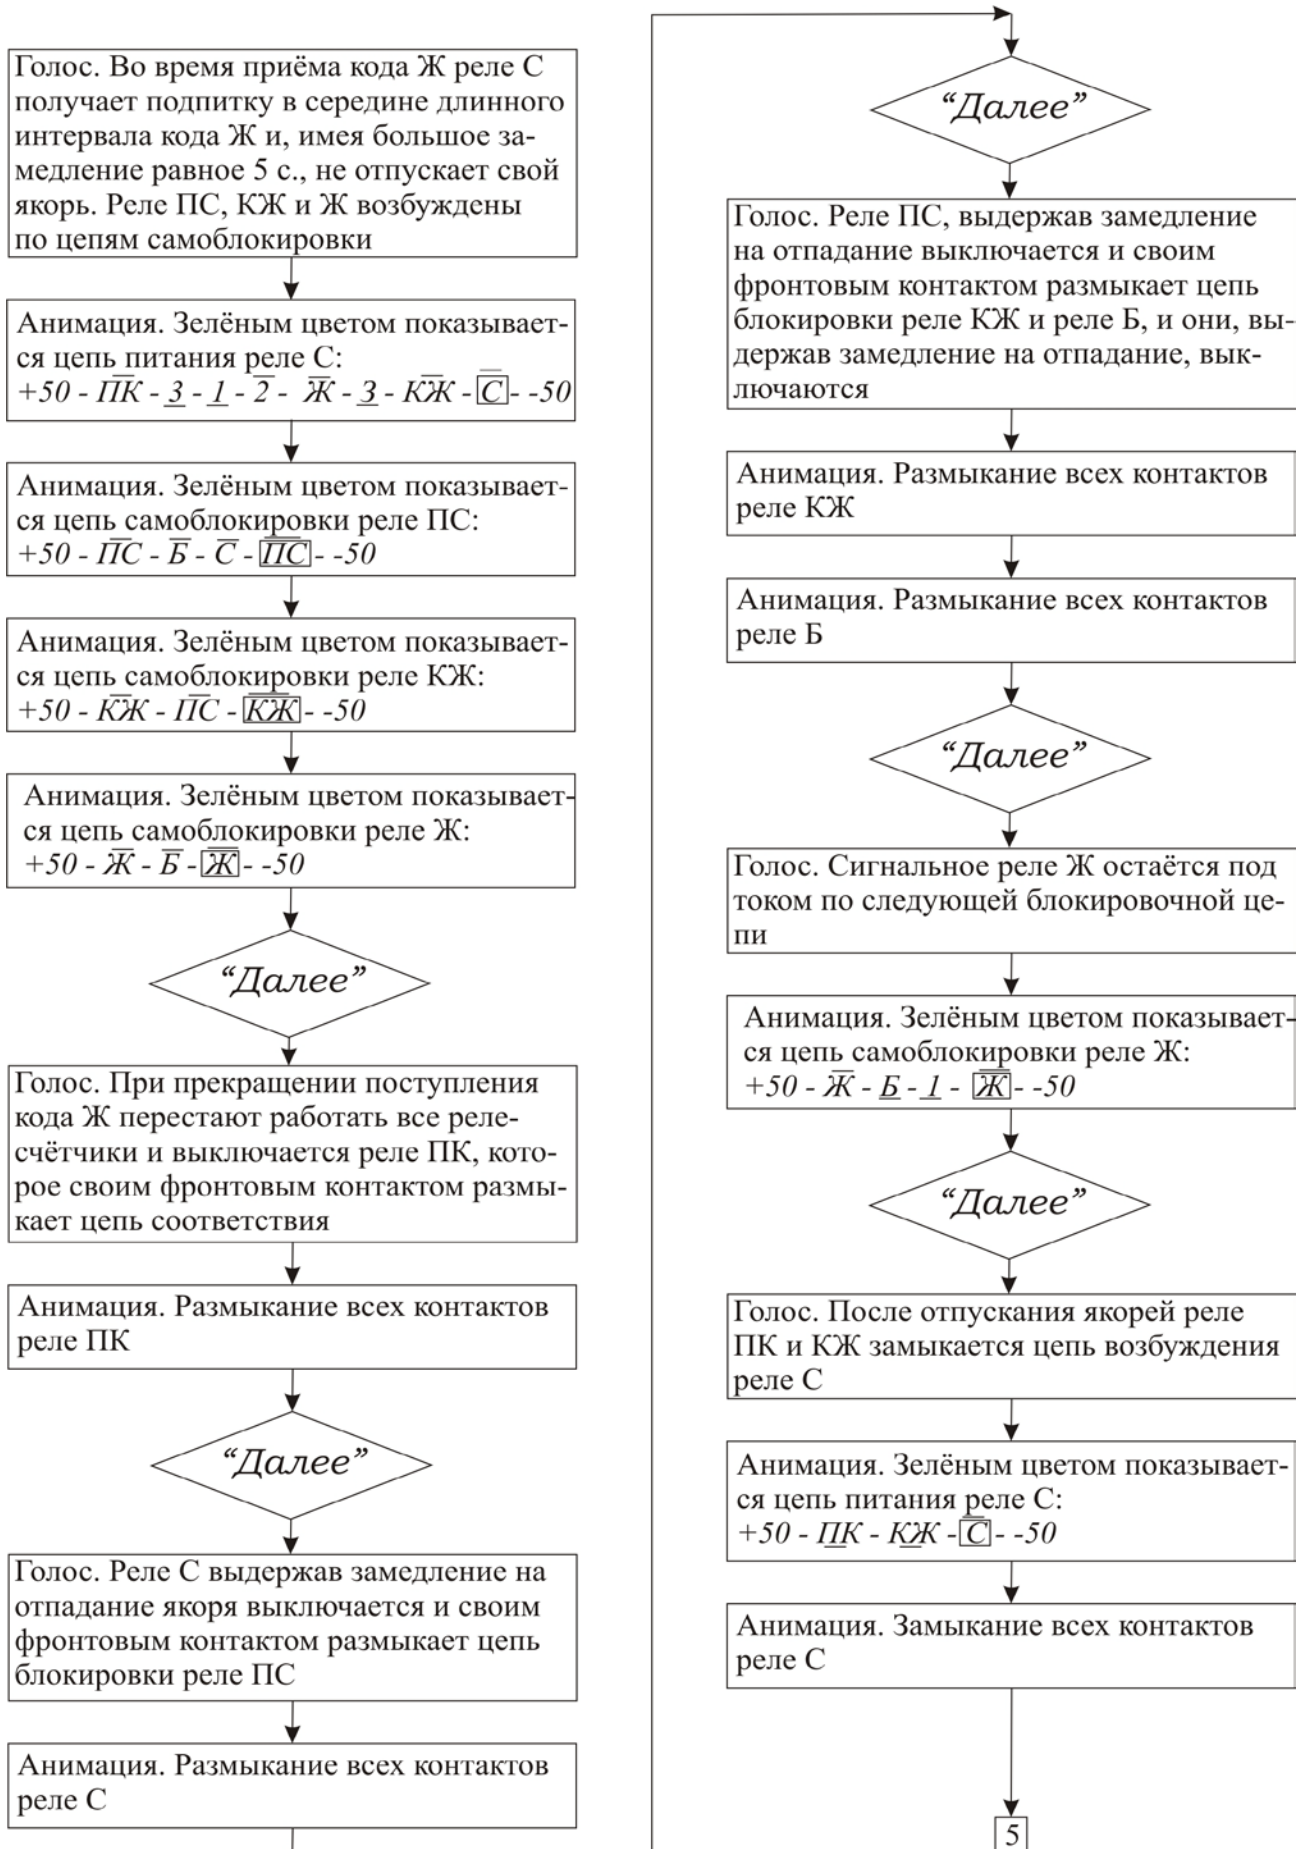 Голос. Во время приёма кода Ж реле С
получает подпитку в середине длинного
интервала кода Ж и, имея большое за-
медление равное 5 с., не отпускает свой
якорь. Реле ПС, КЖ и Ж возбуждены
по цепям самоблокировки
Анимация. Зелёным цветом показывает-
ся цепь питания реле С:
+50 - ПК - 3 - 1 - 2 - Ж - З - КЖ - С - -50
Анимация. Зелёным цветом показывает-
ся цепь самоблокировки реле ПС:
+50 - ПС - Б - С - ПС - -50
Анимация. Зелёным цветом показывает-
ся цепь самоблокировки реле КЖ:
+50 - КЖ - ПС - КЖ - -50
Анимация. Зелёным цветом показывает-
ся цепь самоблокировки реле Ж:
+50 - Ж - Б - Ж - -50
“Далее”
Голос. При прекращении поступления
кода Ж перестают работать все реле-
счётчики и выключается реле ПК, кото-
рое своим фронтовым контактом размы-
кает цепь соответствия
Анимация. Размыкание всех контактов
реле ПК
“Далее”
Голос. Реле С выдержав замедление на
отпадание якоря выключается и своим
фронтовым контактом размыкает цепь
блокировки реле ПС
Анимация. Размыкание всех контактов
реле С
“Далее”
Голос. Реле ПС, выдержав замедление
на отпадание выключается и своим
фронтовым контактом размыкает цепь
блокировки реле КЖ и реле Б, и они, вы-
держав замедление на отпадание, вык-
лючаются
Анимация. Размыкание всех контактов
реле КЖ
Анимация. Размыкание всех контактов
реле Б
“Далее”
Голос. Сигнальное реле Ж остаётся под
током по следующей блокировочной це-
пи
Анимация. Зелёным цветом показывает-
ся цепь самоблокировки реле Ж:
+50 - Ж - Б - 1 - Ж - -50
“Далее”
Голос. После отпускания якорей реле
ПК и КЖ замыкается цепь возбуждения
реле С
Анимация. Зелёным цветом показывает-
ся цепь питания реле С:
+50 - ПК - КЖ - С - -50
Анимация. Замыкание всех контактов
реле С
5